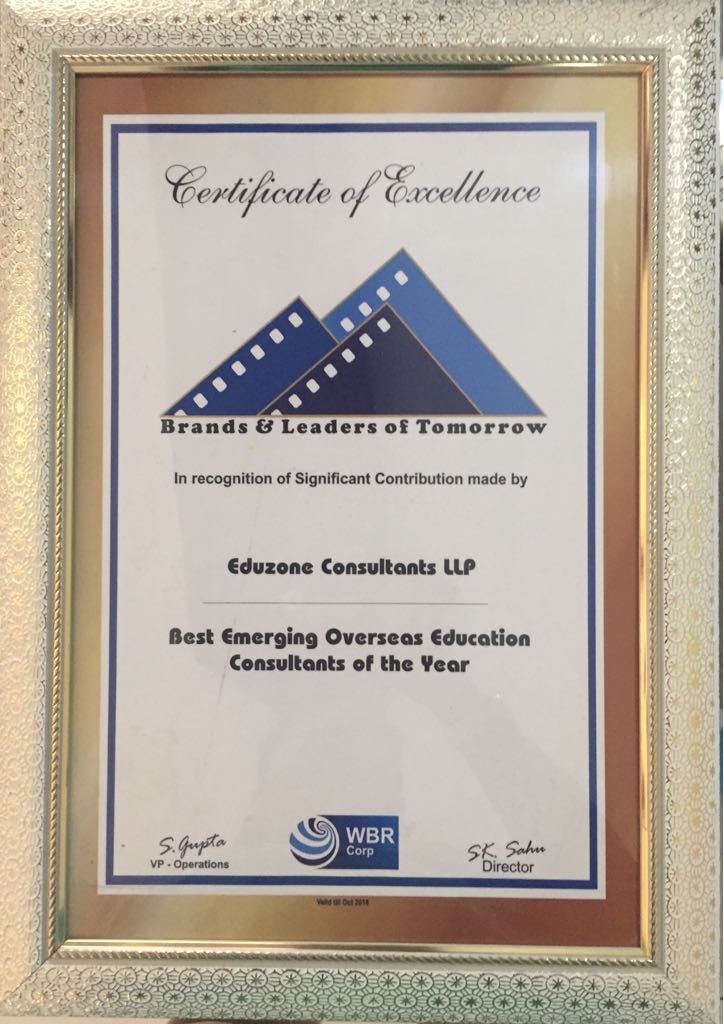 Certificate of Excellence
Brands & Leaders of Tomorrow
In recognition of Significant Contribution made by
Eduzone Consultants LLP
Best Emerging Overseas Education
Consultants of the Year
S. Gupta
VP - Operations
WBR
Corp
S.K. Sahu
Director
Valid till Oct 2018